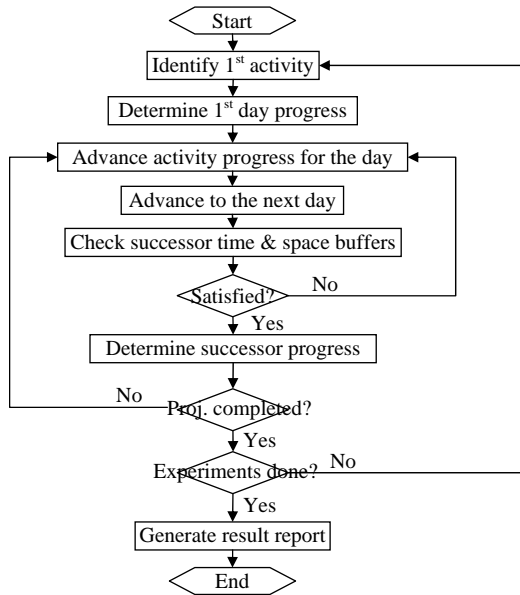 Start
Identify 1st activity
Determine 1st day progress
Advance activity progress for the day
Advance to the next day
Check successor time & space buffers
Satisfied?
No
Yes
Determine successor progress
No
Proj. completed?
Yes
Experiments done?
No
Yes
Generate result report
End